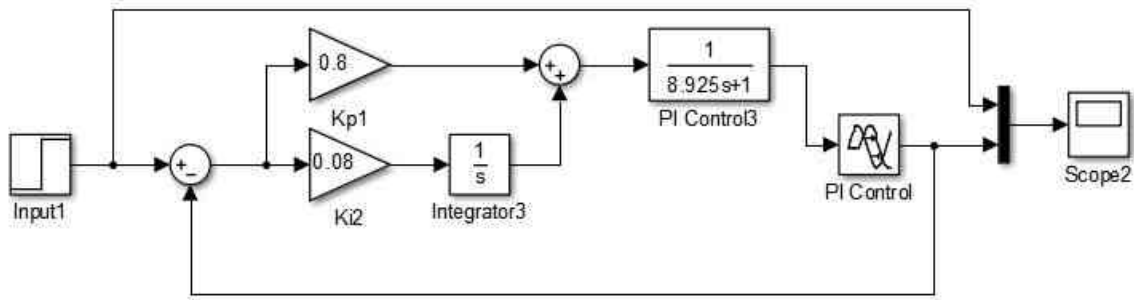 0.8
Kp1
+
+
1
8.925s+1
PI Control3
Input1
+
−
0.08
Ki2
1
s
Integrator3
PI Control
Scope2